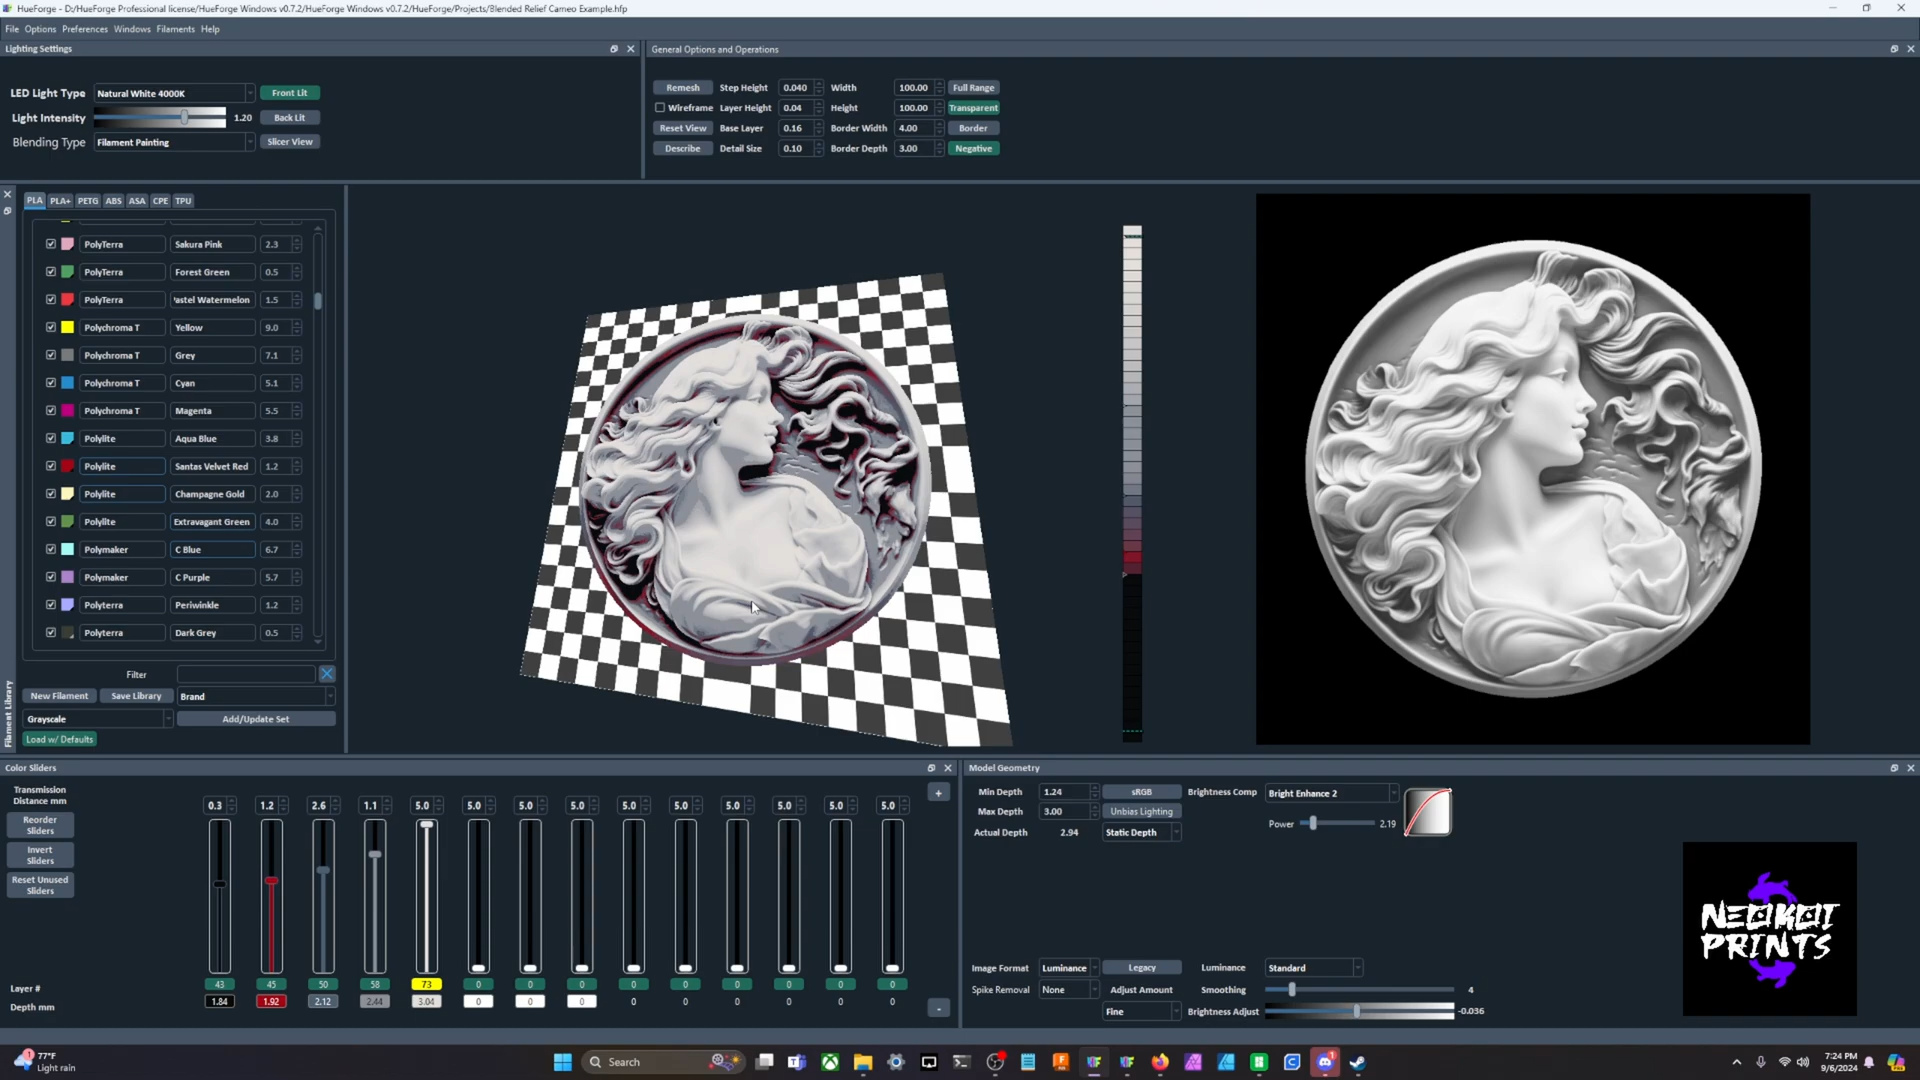 HueForge - D:/HueForge Professional license/HueForge Windows v0.7.2/HueForge Windows v0.7.2/HueForge/Projects/Blended Relief Cameo Example.hfp
File Options Preferences Windows Filaments Help
Lighting Settings
LED Light Type Natural White 4000K Front Lit
Light Intensity 1.20 Back Lit
Blending Type Filament Painting Slicer View
General Options and Operations
Remesh Step Height 0.040 Width 100.00 Full Range
Wireframe Layer Height 0.04 Height 100.00 Transparent
Reset View Base Layer 0.16 Border Width 4.00 Border
Describe Detail Size 0.10 Border Depth 3.00 Negative
PLA PLA+ PETG ABS ASA CPE TPU
PolyTerra Sakura Pink 2.3
PolyTerra Forest Green 0.5
PolyTerra astel Watermelon 1.5
Polychroma T Yellow 9.0
Polychroma T Grey 7.1
Polychroma T Cyan 5.1
Polychroma T Magenta 5.5
Polylite Aqua Blue 3.8
Polylite Santas Velvet Red 1.2
Polylite Champagne Gold 2.0
Polylite Extravagant Green 4.0
Polymaker C Blue 6.7
Polymaker C Purple 5.7
Polyterra Periwinkle 1.2
Polyterra Dark Grey 0.5
Filter
New Filament Save Library Brand
Grayscale Add/Update Set
Load w/ Defaults
Filament Library
Color Sliders
Transmission
Distance mm
0.3 1.2 2.6 1.1 5.0 5.0 5.0 5.0 5.0 5.0 5.0 5.0 5.0 5.0
+
Reorder
Sliders
Invert
Sliders
Reset Unused
Sliders
Layer # 43 45 50 58 73 0 0 0 0 0 0 0 0 0
Depth mm 1.84 1.92 2.12 2.44 3.04 0 0 0 0 0 0 0 0 0
-
Model Geometry
Min Depth 1.24 sRGB Brightness Comp Bright Enhance 2
Max Depth 3.00 Unbias Lighting
Actual Depth 2.94 Static Depth Power 2.19
NEOKOI
PRINTS
Image Format Luminance Legacy Luminance Standard
Spike Removal None Adjust Amount Smoothing 4
Fine Brightness Adjust -0.036
1
77°F
Light rain
Search
1
7:24 PM
9/6/2024